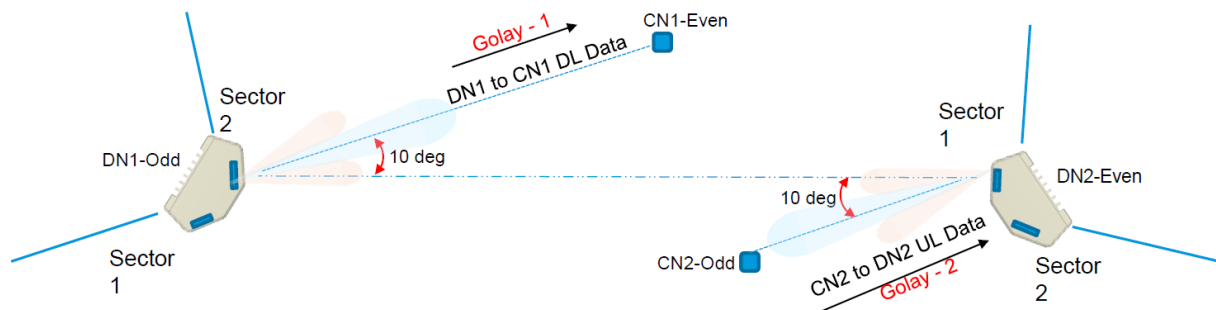 Golay - 1
CN1-Even
DN1 to CN1 DL Data
Sector
2
DN1-Odd
10 deg
Sector
1
Sector
1
DN2-Even
10 deg
CN2-Odd
CN2 to DN2 UL Data
Golay - 2
Sector
2